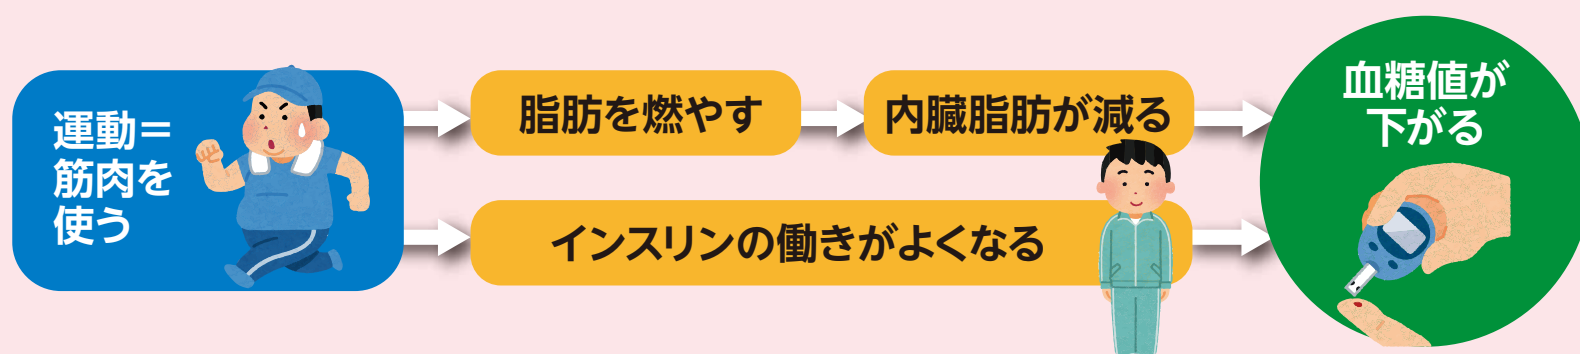 運動＝
筋肉を
使う
脂肪を燃やす
内臓脂肪が減る
インスリンの働きがよくなる
血糖値が
下がる